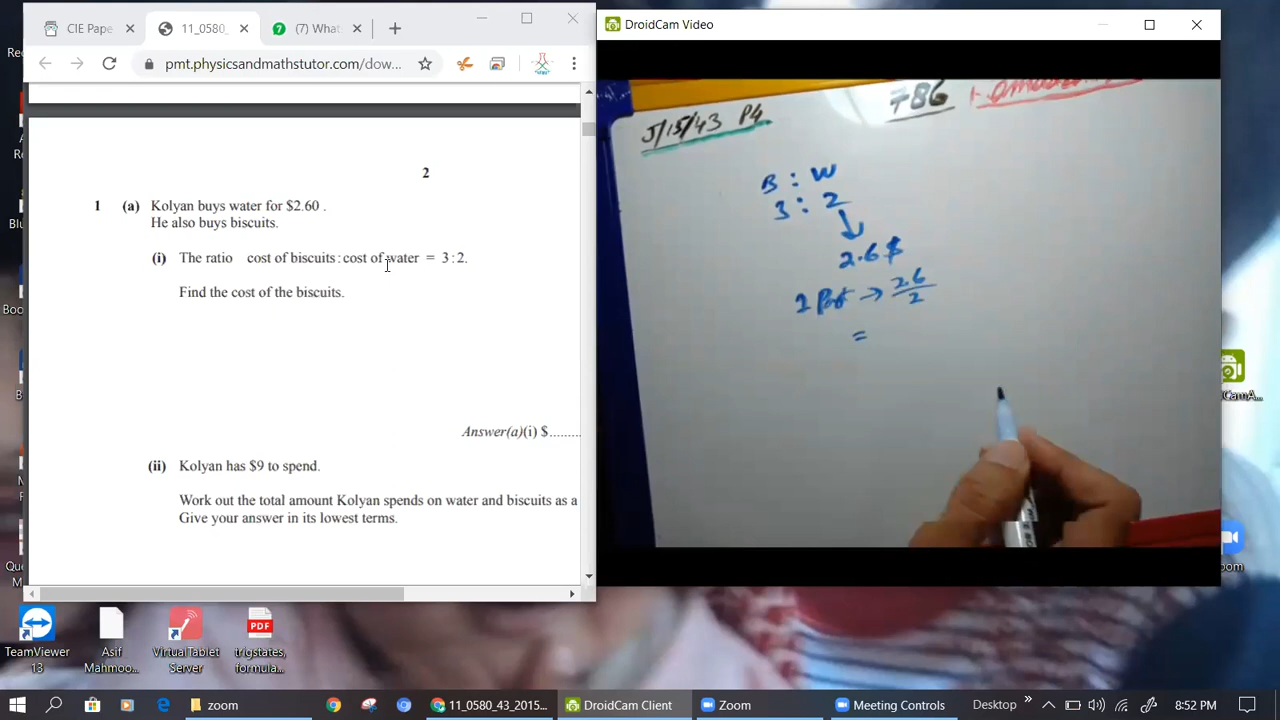 CIE Pape
11_0580_
(7) What
DroidCam Video
pmt.physicsandmathstutor.com/dow...
2
1 (a) Kolyan buys water for $2.60 .
He also buys biscuits.
(i) The ratio cost of biscuits : cost of water = 3 : 2.
Find the cost of the biscuits.
Answer(a)(i) $........
(ii) Kolyan has $9 to spend.
Work out the total amount Kolyan spends on water and biscuits as a
Give your answer in its lowest terms.
J/15/43 P4
786
B : W
3 : 2
2.6 $
1 Part → 2.6/2
=
TeamViewer
13
Asif
Mahmoo...
VirtualTablet
Server
PDF
trigstates,
formula...
zoom
11_0580_43_2015...
DroidCam Client
Zoom
Meeting Controls
Desktop
8:52 PM